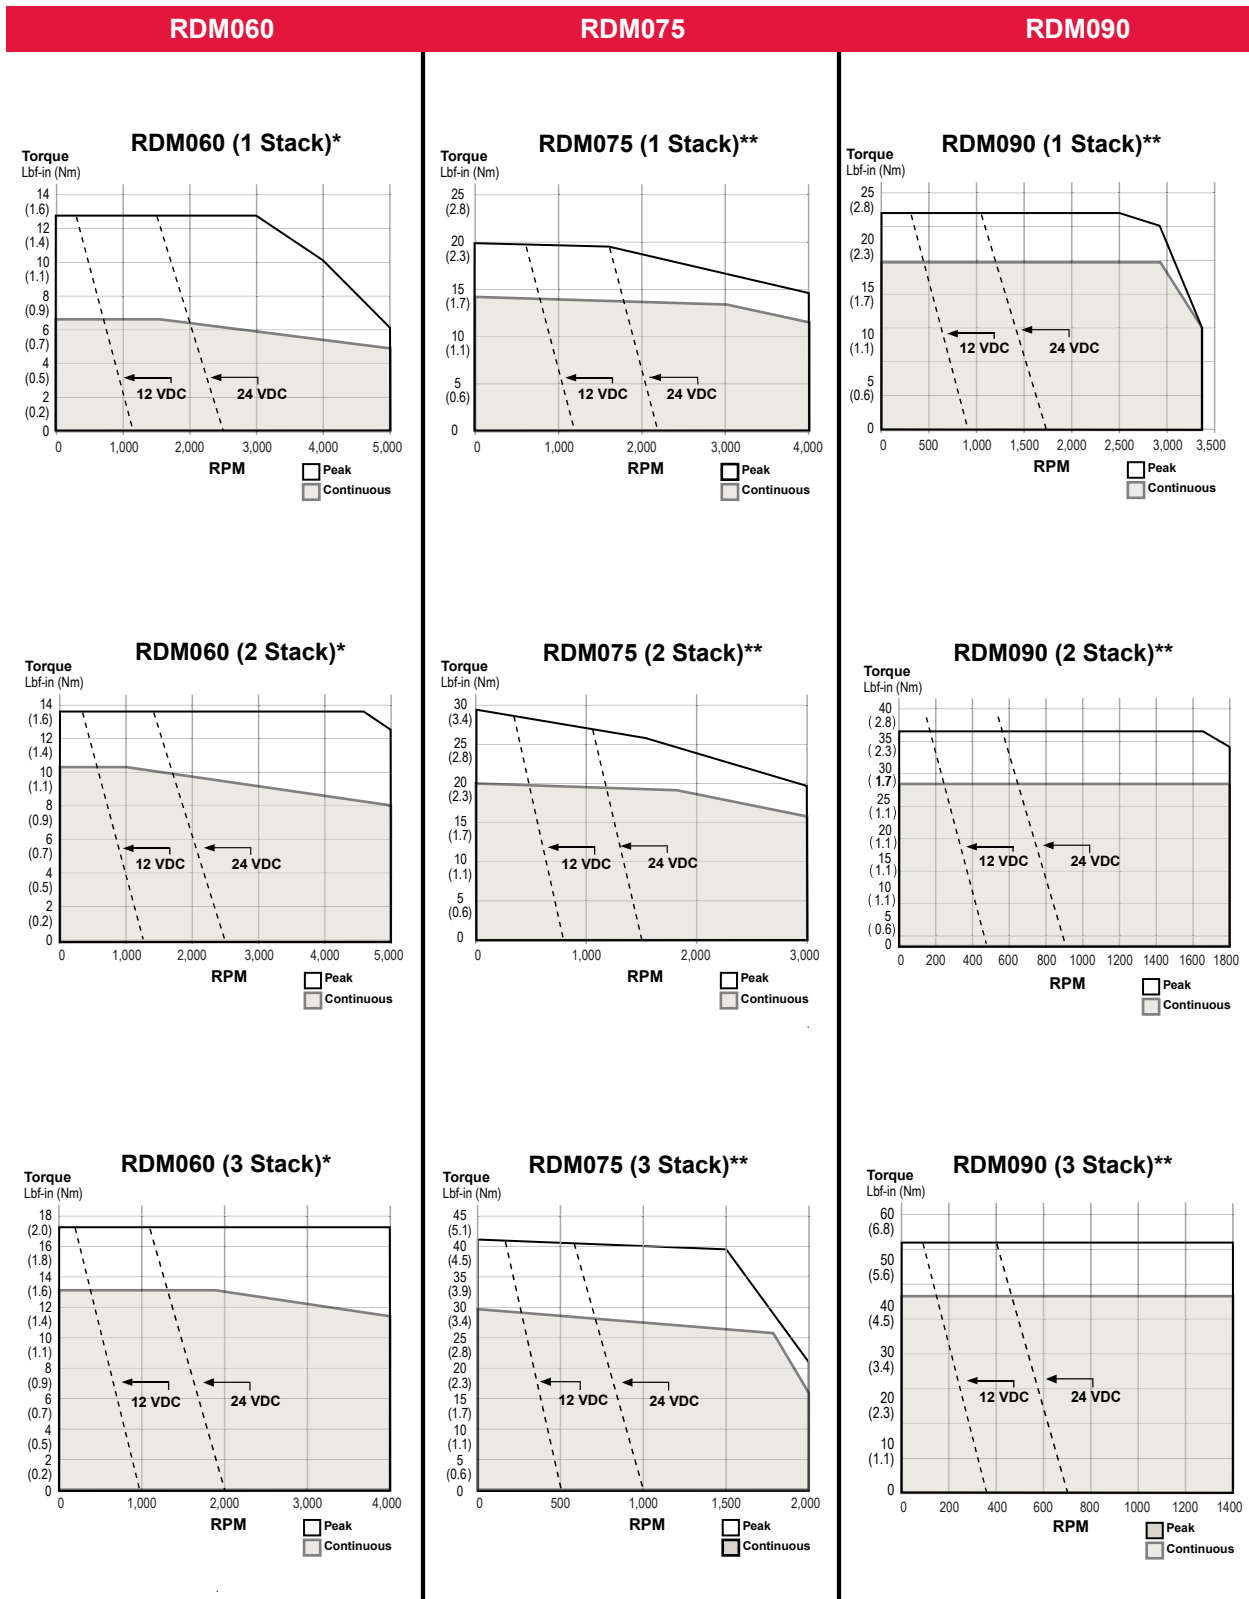 RDM060
RDM075
RDM090
RDM060 (1 Stack)*
Torque
Lbf-in (Nm)
14
(1.6)
12
(1.4)
10
(1.1)
8
(0.9)
6
(0.7)
4
(0.5)
2
(0.2)
0
12 VDC
24 VDC
0 1,000 2,000 3,000 4,000 5,000
RPM
Peak
Continuous
RDM075 (1 Stack)**
Torque
Lbf-in (Nm)
25
(2.8)
20
(2.3)
15
(1.7)
10
(1.1)
5
(0.6)
0
12 VDC
24 VDC
0 1,000 2,000 3,000 4,000
RPM
Peak
Continuous
RDM090 (1 Stack)**
Torque
Lbf-in (Nm)
25
(2.8)
20
(2.3)
15
(1.7)
10
(1.1)
5
(0.6)
0
12 VDC
24 VDC
0 500 1,000 1,500 2,000 2,500 3,000 3,500
RPM
Peak
Continuous
RDM060 (2 Stack)*
Torque
Lbf-in (Nm)
14
(1.6)
12
(1.4)
10
(1.1)
8
(0.9)
6
(0.7)
4
(0.5)
2
(0.2)
0
12 VDC
24 VDC
0 1,000 2,000 3,000 4,000 5,000
RPM
Peak
Continuous
RDM075 (2 Stack)**
Torque
Lbf-in (Nm)
30
(3.4)
25
(2.8)
20
(2.3)
15
(1.7)
10
(1.1)
5
(0.6)
0
12 VDC
24 VDC
0 1,000 2,000 3,000
RPM
Peak
Continuous
RDM090 (2 Stack)**
Torque
Lbf-in (Nm)
40
( 2.8)
35
( 2.3)
30
( 1.7)
25
( 1.1)
20
( 1.1)
15
( 1.1)
10
( 1.1)
5
( 0.6)
0
12 VDC
24 VDC
0 200 400 600 800 1000 1200 1400 1600 1800
RPM
Peak
Continuous
RDM060 (3 Stack)*
Torque
Lbf-in (Nm)
18
(2.0)
16
(1.8)
14
(1.6)
12
(1.4)
10
(1.1)
8
(0.9)
6
(0.7)
4
(0.5)
2
(0.2)
0
12 VDC
24 VDC
0 1,000 2,000 3,000 4,000
RPM
Peak
Continuous
RDM075 (3 Stack)**
Torque
Lbf-in (Nm)
45
(5.1)
40
(4.5)
35
(3.9)
30
(3.4)
25
(2.8)
20
(2.3)
15
(1.7)
10
(1.1)
5
(0.6)
0
12 VDC
24 VDC
0 500 1,000 1,500 2,000
RPM
Peak
Continuous
RDM090 (3 Stack)**
Torque
Lbf-in (Nm)
60
(6.8)
50
(5.6)
40
(4.5)
30
(3.4)
20
(2.3)
10
(1.1)
0
12 VDC
24 VDC
0 200 400 600 800 1000 1200 1400
RPM
Peak
Continuous